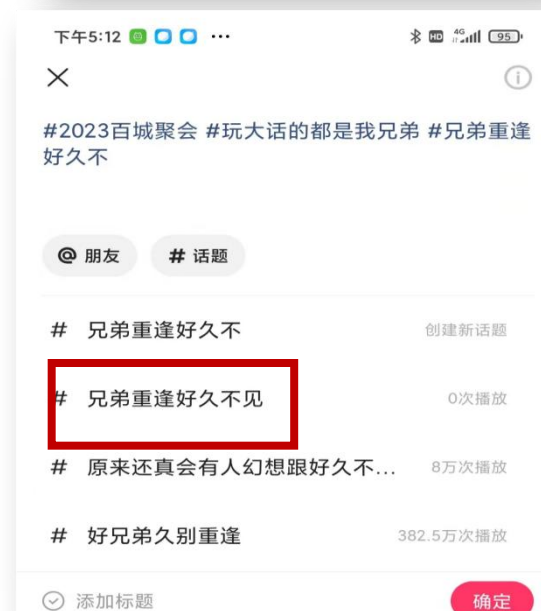 下午5:12 ... HD 4G 95
#2023百城聚会 #玩大话的都是我兄弟 #兄弟重逢
好久不
@ 朋友 # 话题
# 兄弟重逢好久不 创建新话题
# 兄弟重逢好久不见 0次播放
# 原来还真会有人幻想跟好久不... 8万次播放
# 好兄弟久别重逢 382.5万次播放
添加标题 确定